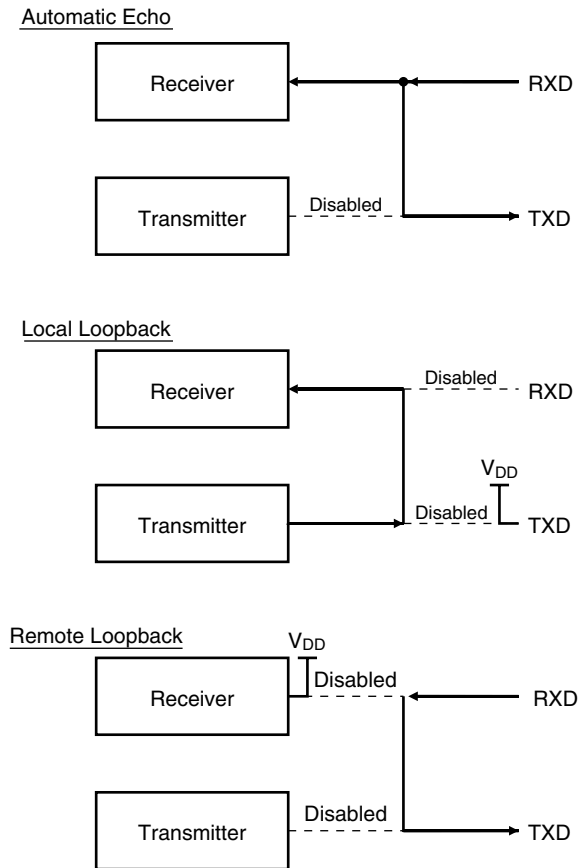 Automatic Echo
Receiver
RXD
Transmitter
Disabled
TXD
Local Loopback
Receiver
Disabled
RXD
VDD
Transmitter
Disabled
TXD
Remote Loopback
VDD
Receiver
Disabled
RXD
Transmitter
Disabled
TXD